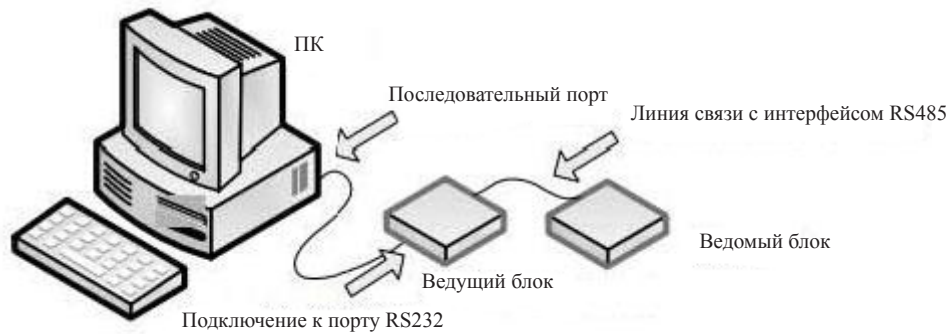 ПК
Последовательный порт
Линия связи с интерфейсом RS485
Ведомый блок
Ведущий блок
Подключение к порту RS232